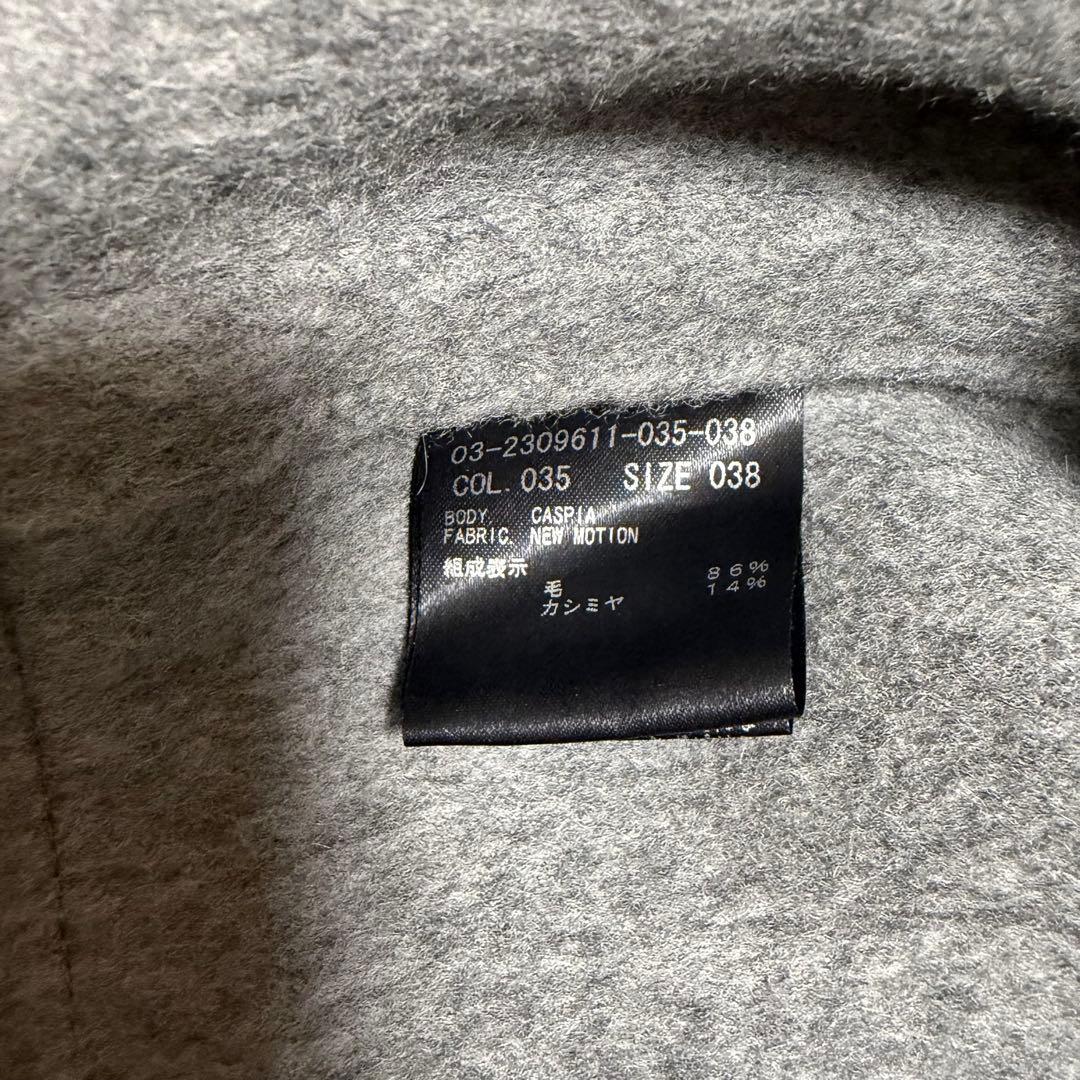 03-2309611-035-038
COL. 035 SIZE 038
BODY. CASPIA
FABRIC. NEW MOTION
組成表示
毛 86%
カシミヤ 14%